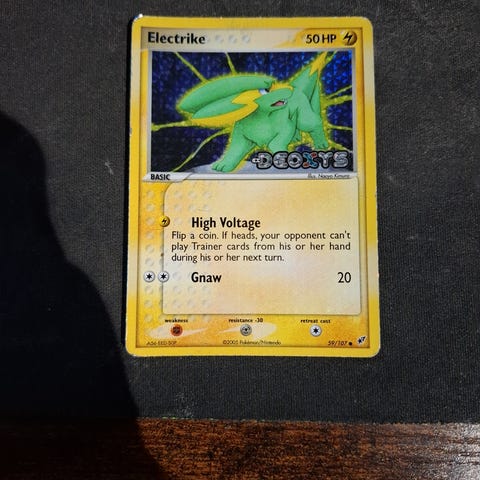 Electrike 50 HP
DEOXYS
BASIC Illus. Naoyo Kimura
High Voltage
Flip a coin. If heads, your opponent can't
play Trainer cards from his or her hand
during his or her next turn.
Gnaw 20
weakness resistance -30 retreat cost
©2005 Pokémon/Nintendo 59/107